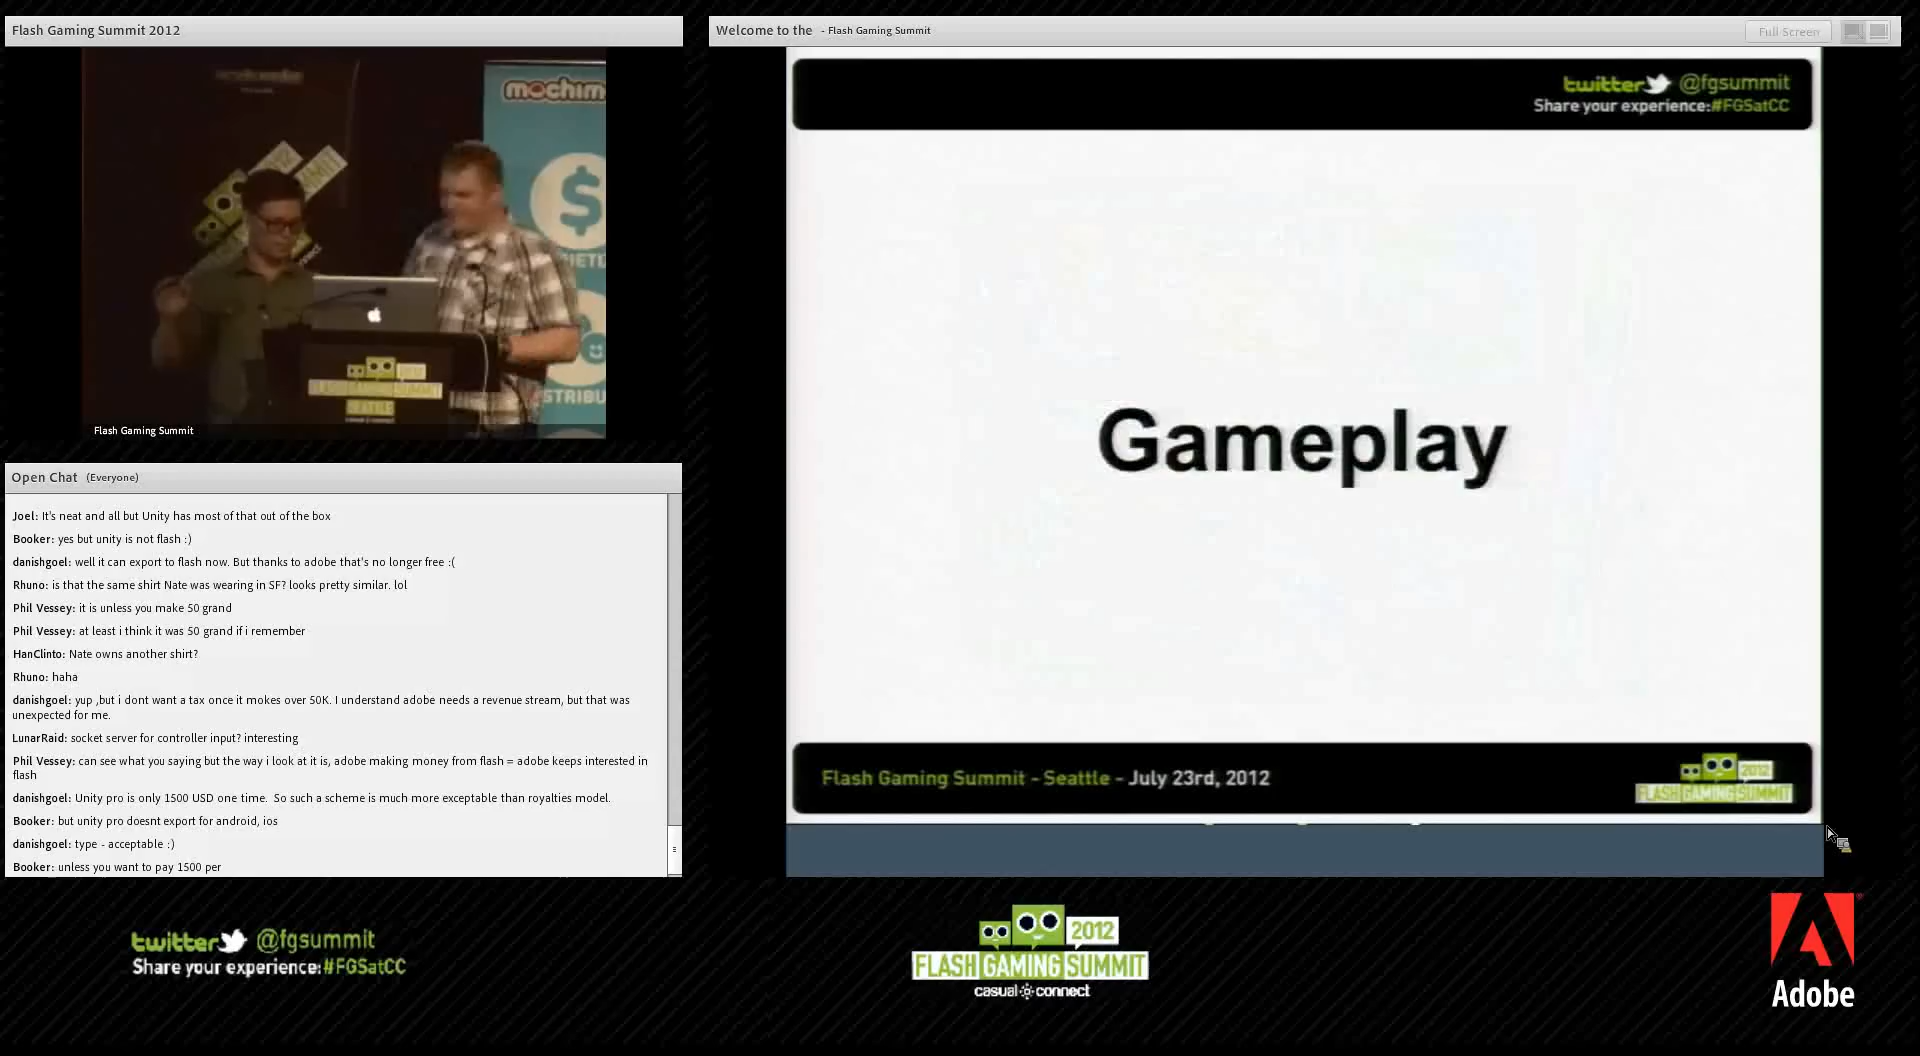 Flash Gaming Summit 2012
mochim
$
IETI
STRIBU
2012
FLASH GAMING SUMMIT
SEATTLE
Flash Gaming Summit
Open Chat (Everyone)
Joel: It's neat and all but Unity has most of that out of the box
Booker: yes but unity is not flash :)
danishgoel: well it can export to flash now. But thanks to adobe that's no longer free :(
Rhuno: is that the same shirt Nate was wearing in SF? looks pretty similar. lol
Phil Vessey: it is unless you make 50 grand
Phil Vessey: at least i think it was 50 grand if i remember
HanClinto: Nate owns another shirt?
Rhuno: haha
danishgoel: yup ,but i dont want a tax once it mokes over 50K. I understand adobe needs a revenue stream, but that was
unexpected for me.
LunarRaid: socket server for controller input? interesting
Phil Vessey: can see what you saying but the way i look at it is, adobe making money from flash = adobe keeps interested in
flash
danishgoel: Unity pro is only 1500 USD one time.  So such a scheme is much more exceptable than royalties model.
Booker: but unity pro doesnt export for android, ios
danishgoel: type - acceptable :)
Booker: unless you want to pay 1500 per
Welcome to the - Flash Gaming Summit
Full Screen
twitter @fgsummit
Share your experience:#FGSatCC
Gameplay
Flash Gaming Summit - Seattle - July 23rd, 2012
2012
FLASH GAMING SUMMIT
twitter @fgsummit
Share your experience:#FGSatCC
2012
FLASH GAMING SUMMIT
casual connect
Adobe